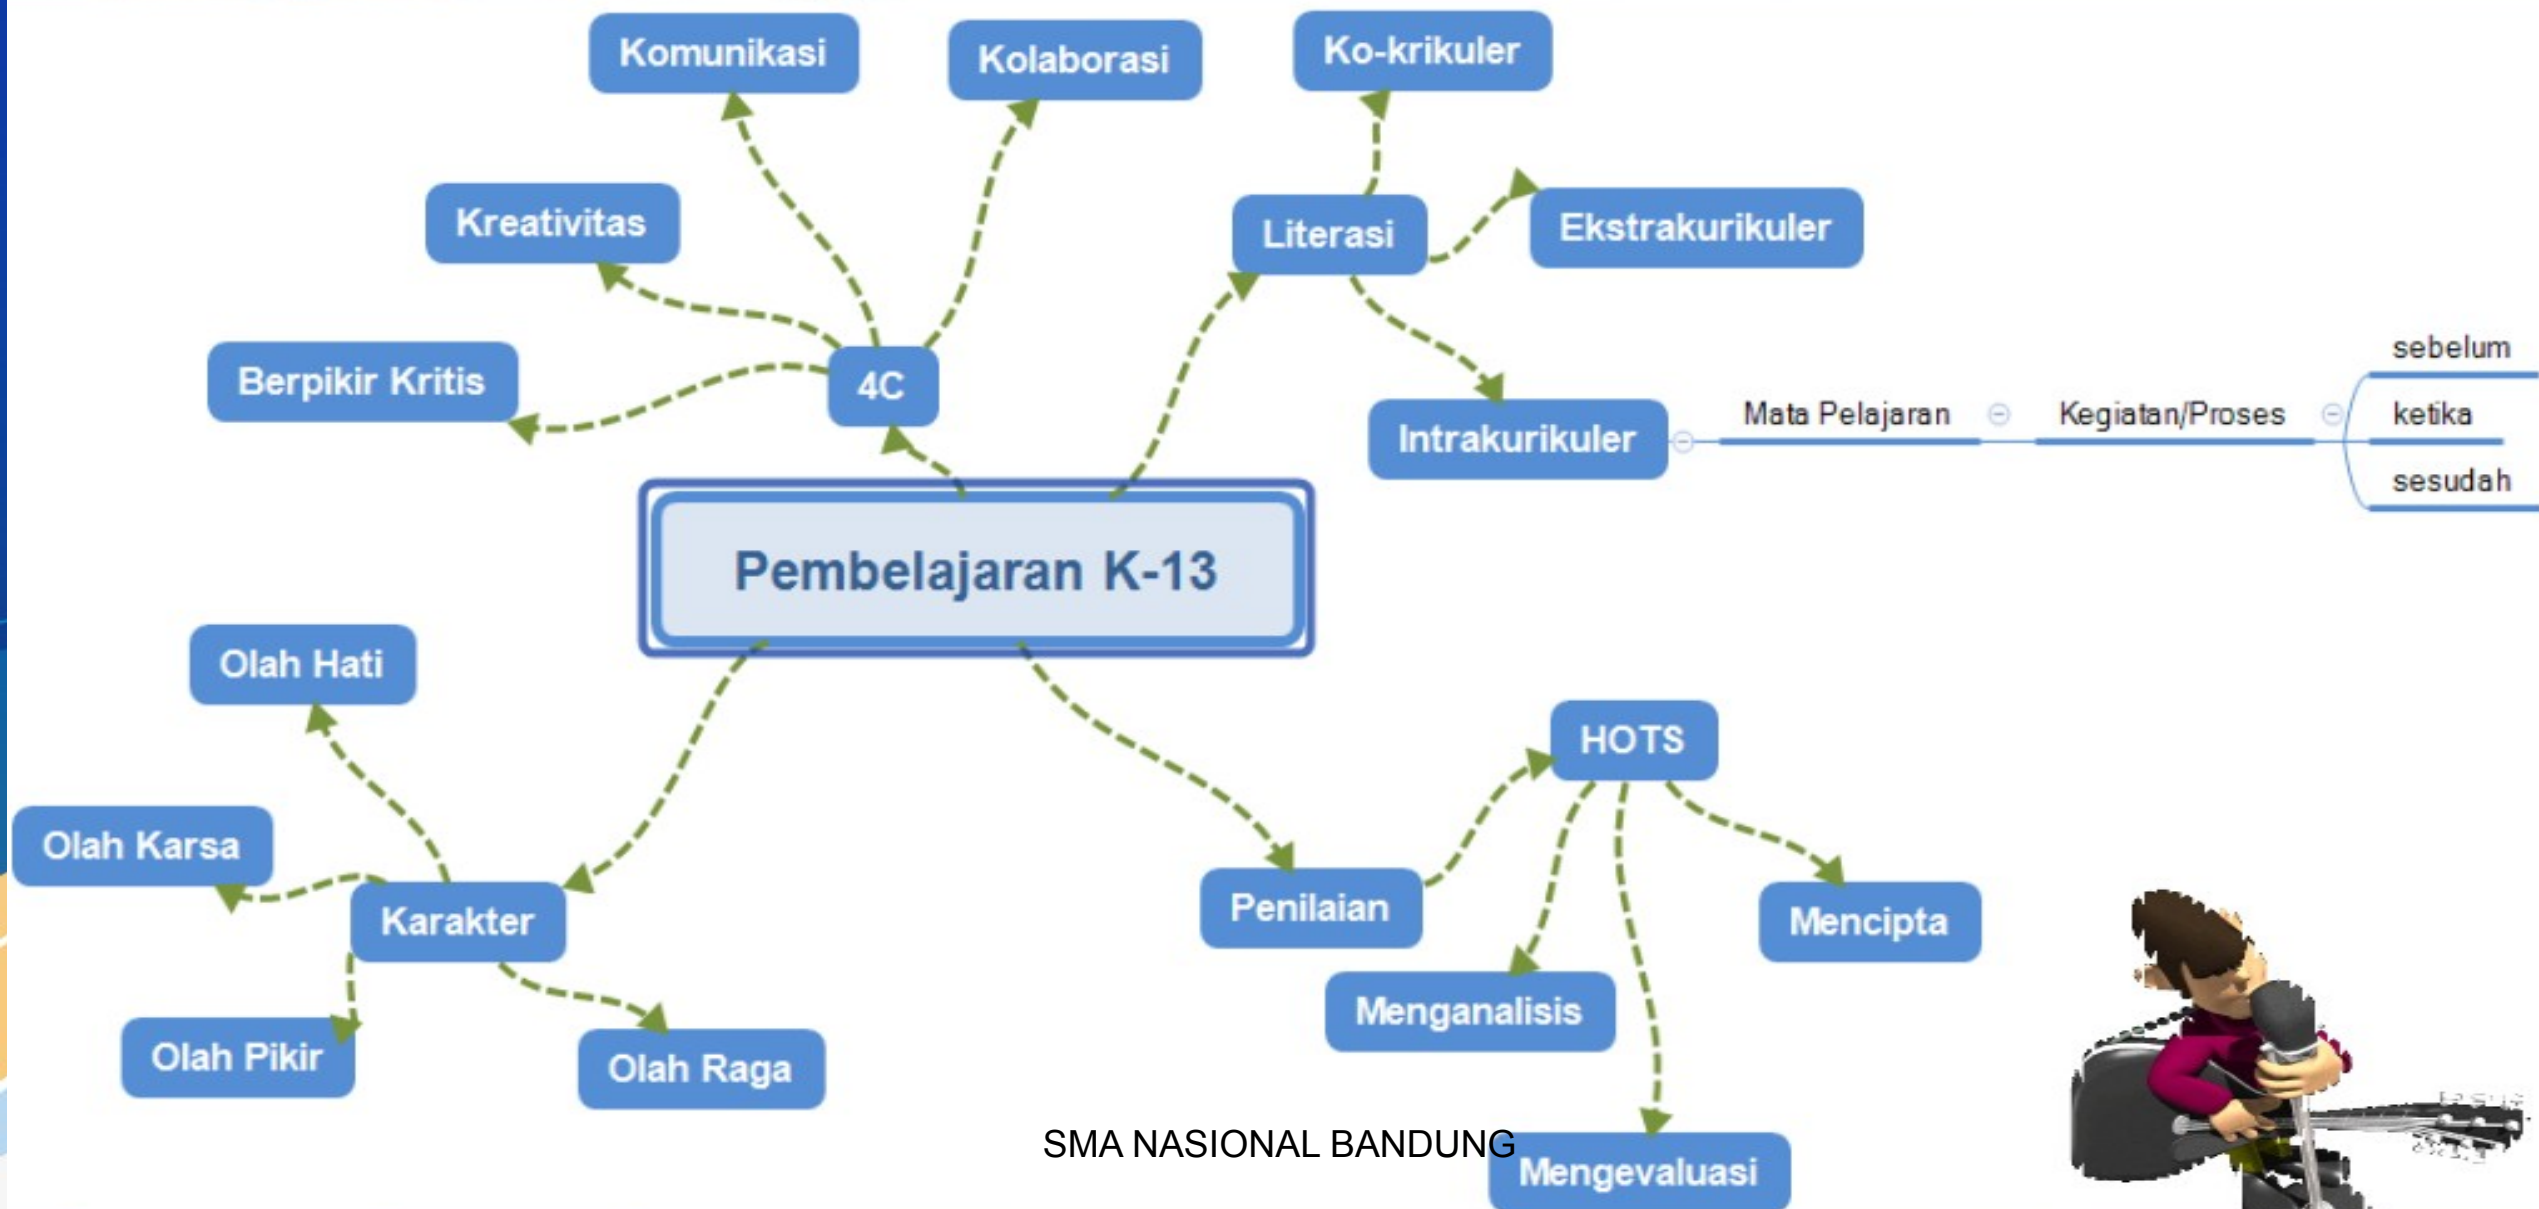 Komunikasi
Kolaborasi
Ko-krikuler
Kreativitas
Literasi
Ekstrakurikuler
Berpikir Kritis
4C
Intrakurikuler
Mata Pelajaran
Kegiatan/Proses
sebelum
ketika
sesudah
Pembelajaran K-13
Olah Hati
HOTS
Olah Karsa
Karakter
Penilaian
Mencipta
Menganalisis
Olah Pikir
Olah Raga
SMA NASIONAL BANDUNG
Mengevaluasi